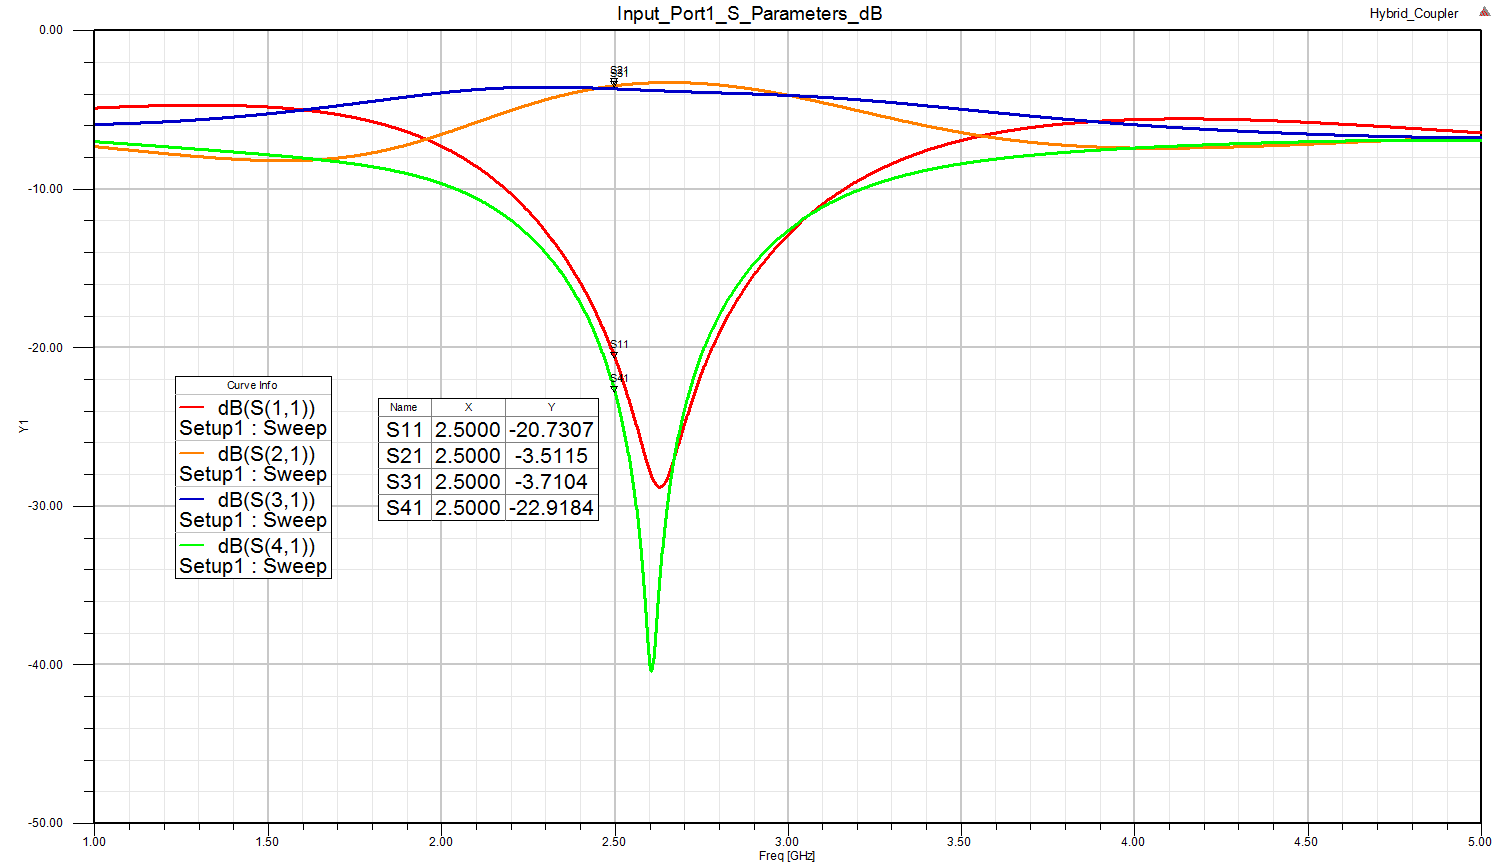 Input_Port1_S_Parameters_dB
Hybrid_Coupler
0.00
-10.00
-20.00
-30.00
-40.00
-50.00
Y1
S21
S31
S11
S41
Curve Info
dB(S(1,1))
Setup1 : Sweep
dB(S(2,1))
Setup1 : Sweep
dB(S(3,1))
Setup1 : Sweep
dB(S(4,1))
Setup1 : Sweep
Name X Y
S11 2.5000 -20.7307
S21 2.5000 -3.5115
S31 2.5000 -3.7104
S41 2.5000 -22.9184
1.00 1.50 2.00 2.50 3.00 3.50 4.00 4.50 5.00
Freq [GHz]